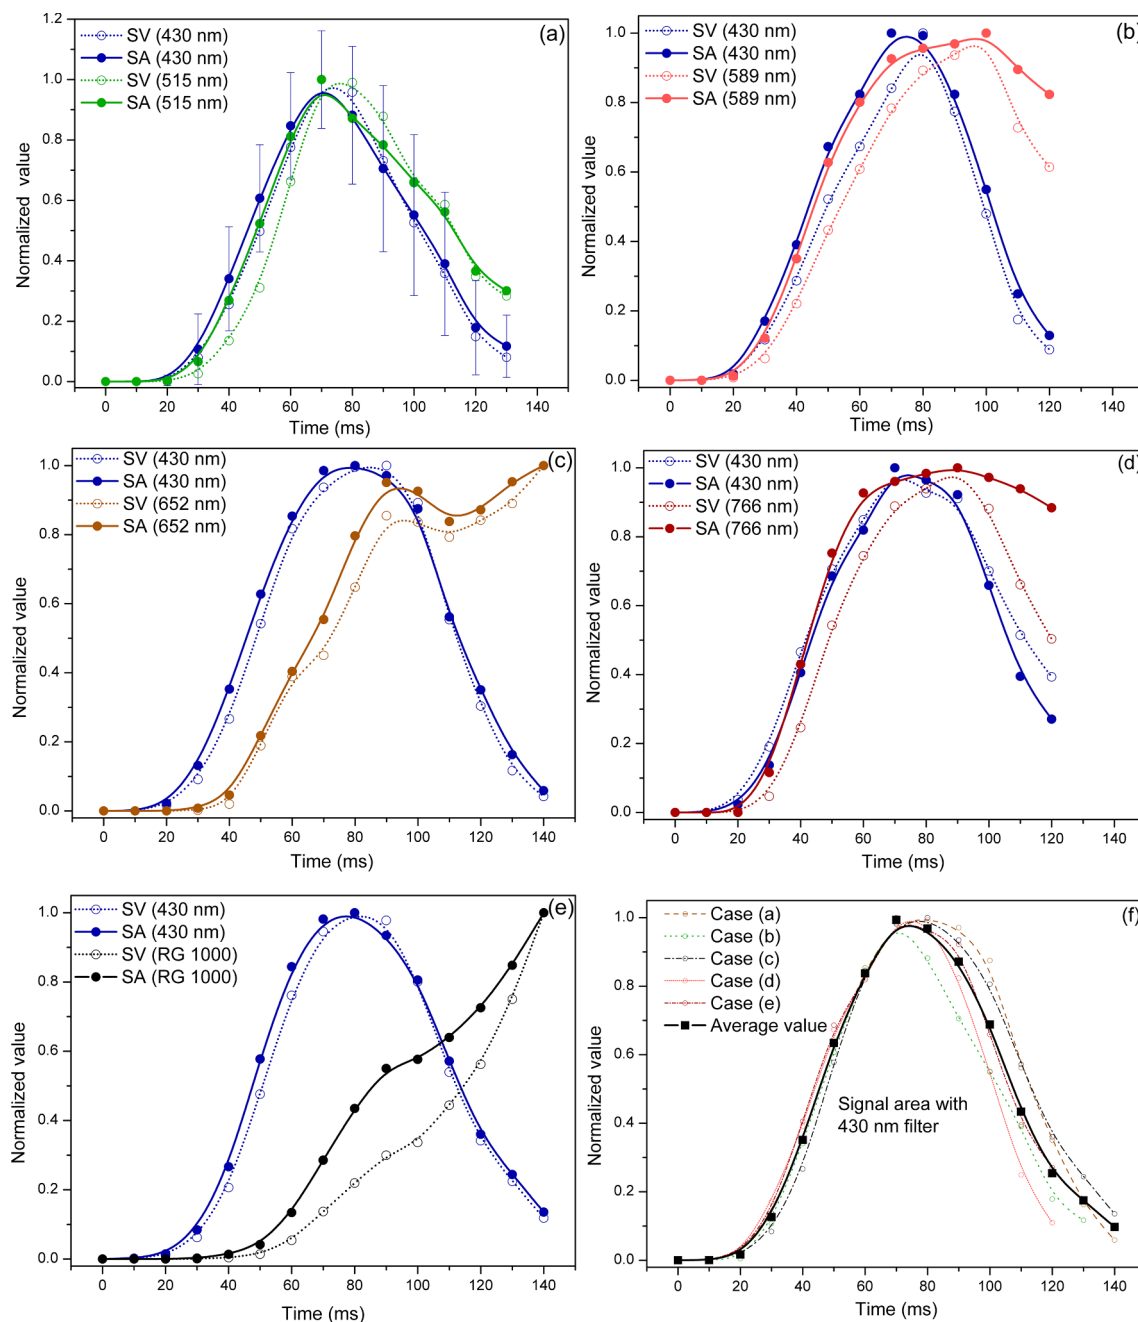 (a)
SV (430 nm)
SA (430 nm)
SV (515 nm)
SA (515 nm)
Normalized value
1.2
1.0
0.8
0.6
0.4
0.2
0.0
0 20 40 60 80 100 120 140
Time (ms)
(b)
SV (430 nm)
SA (430 nm)
SV (589 nm)
SA (589 nm)
Normalized value
1.0
0.8
0.6
0.4
0.2
0.0
0 20 40 60 80 100 120 140
Time (ms)
(c)
SV (430 nm)
SA (430 nm)
SV (652 nm)
SA (652 nm)
Normalized value
1.0
0.8
0.6
0.4
0.2
0.0
0 20 40 60 80 100 120 140
Time (ms)
(d)
SV (430 nm)
SA (430 nm)
SV (766 nm)
SA (766 nm)
Normalized value
1.0
0.8
0.6
0.4
0.2
0.0
0 20 40 60 80 100 120 140
Time (ms)
(e)
SV (430 nm)
SA (430 nm)
SV (RG 1000)
SA (RG 1000)
Normalized value
1.0
0.8
0.6
0.4
0.2
0.0
0 20 40 60 80 100 120 140
Time (ms)
(f)
Case (a)
Case (b)
Case (c)
Case (d)
Case (e)
Average value
Signal area with
430 nm filter
Normalized value
1.0
0.8
0.6
0.4
0.2
0.0
0 20 40 60 80 100 120 140
Time (ms)